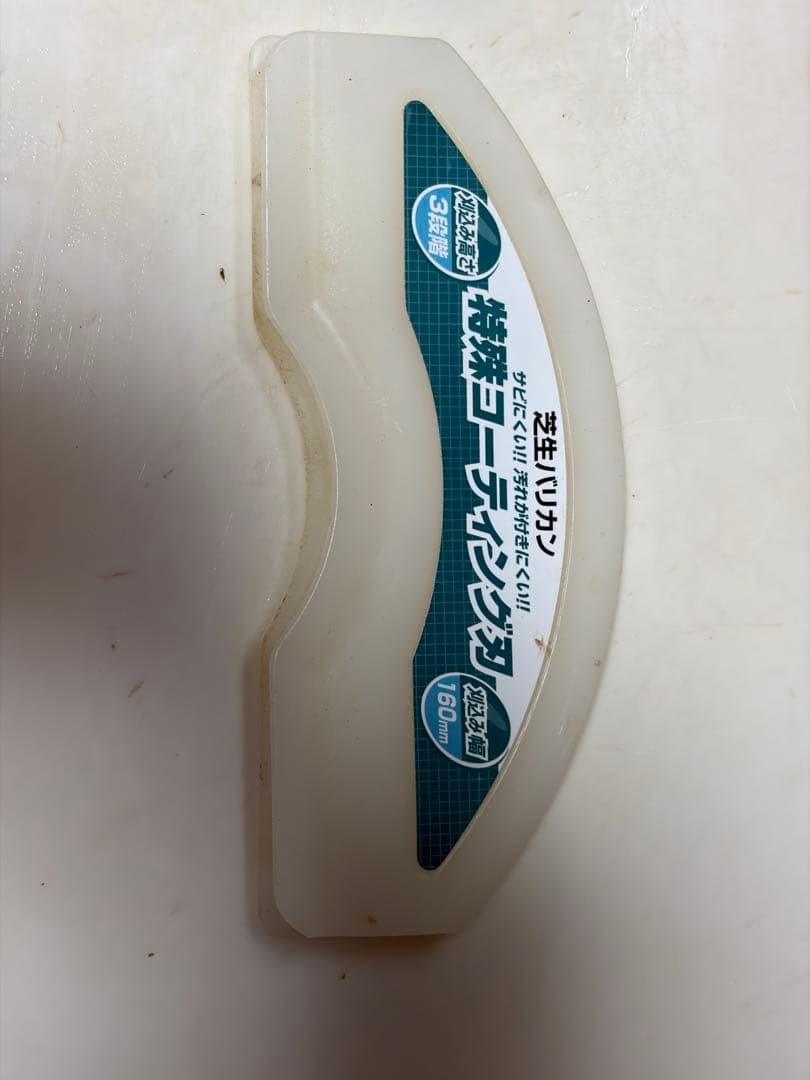 芝生バリカン
サビにくい!! 汚れが付きにくい!!
特殊コーティング刃
刈込み高さ
3段階
刈込み幅
160mm